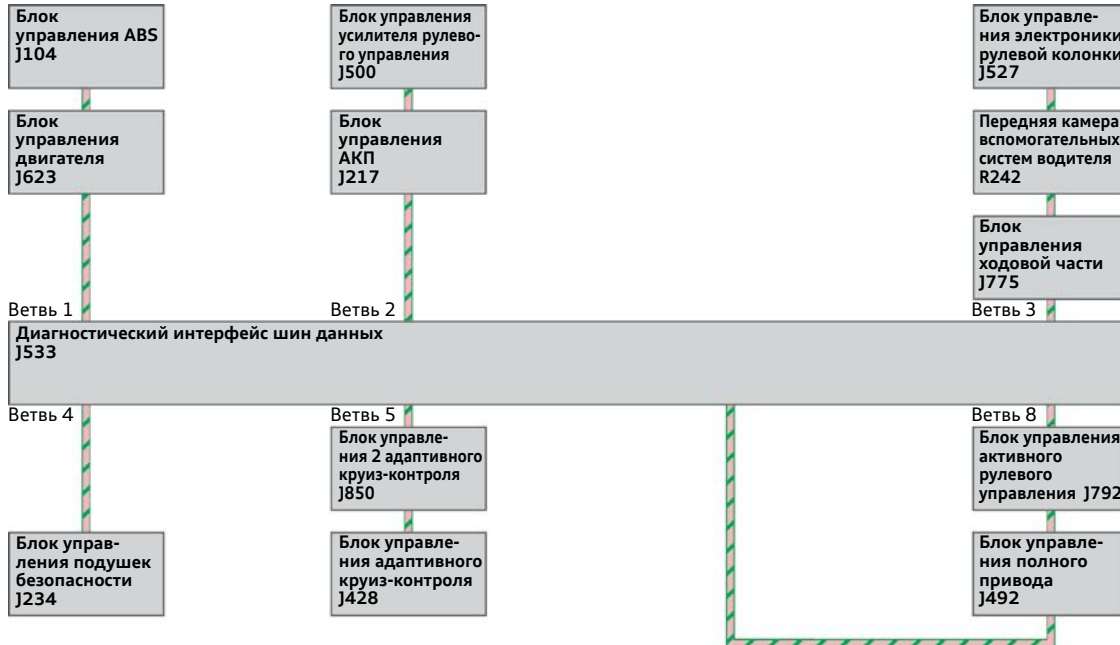 Блок
управления ABS
J104
Блок управления
усилителя рулево-
го управления
J500
Блок управле-
ния электроники
рулевой колонки
J527
Блок
управления
двигателя
J623
Блок
управления
АКП
J217
Передняя камера
вспомогательных
систем водителя
R242
Блок
управления
ходовой части
J775
Ветвь 1
Ветвь 2
Ветвь 3
Диагностический интерфейс шин данных
J533
Ветвь 4
Ветвь 5
Ветвь 8
Блок управле-
ния 2 адаптивного
круиз-контроля
J850
Блок управления
активного
рулевого
управления J792
Блок управ-
ления подушек
безопасности
J234
Блок управле-
ния адаптивного
круиз-контроля
J428
Блок управле-
ния полного
привода
J492